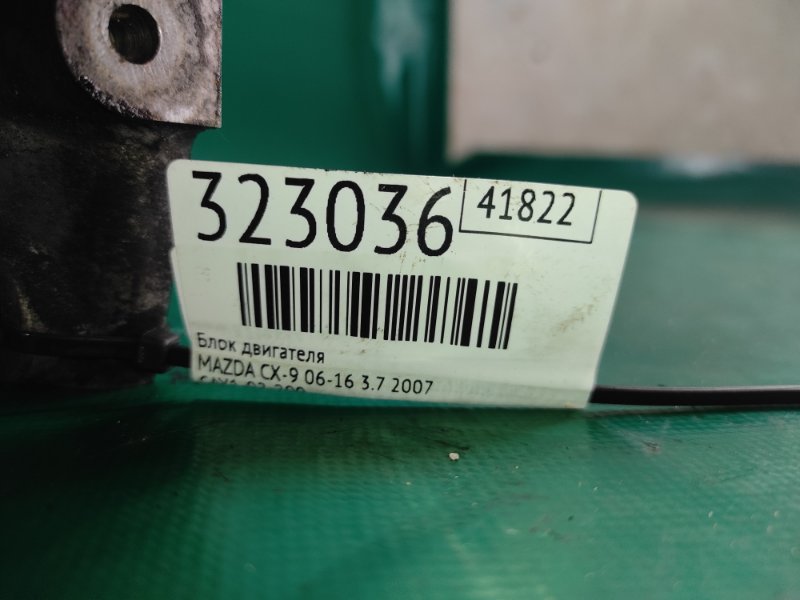 323036
41822
Блок двигателя
MAZDA CX-9 06-16 3.7 2007